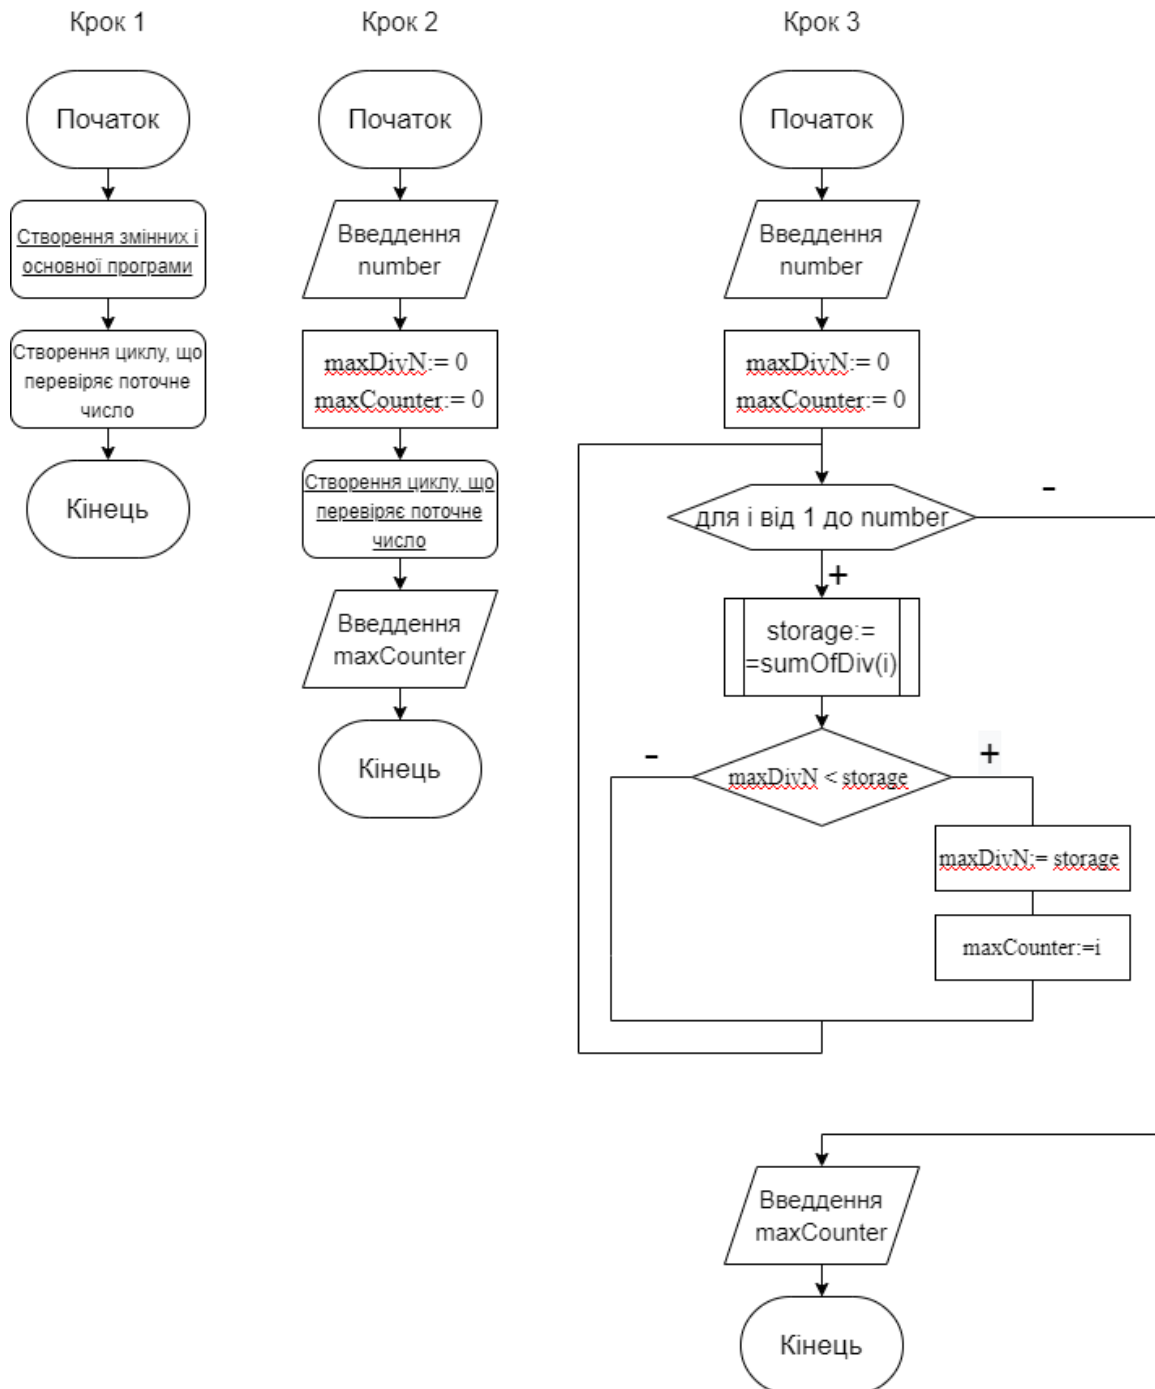 Крок 1
Початок
Створення змінних і
основної програми
Створення циклу, що
перевіряє поточне
число
Кінець
Крок 2
Початок
Введдення
number
maxDivN:= 0
maxCounter:= 0
Створення циклу, що
перевіряє поточне
число
Введдення
maxCounter
Кінець
Крок 3
Початок
Введдення
number
maxDivN:= 0
maxCounter:= 0
для i від 1 до number
-
+
storage:=
=sumOfDiv(i)
-
maxDivN < storage
+
maxDivN:= storage
maxCounter:=i
Введдення
maxCounter
Кінець